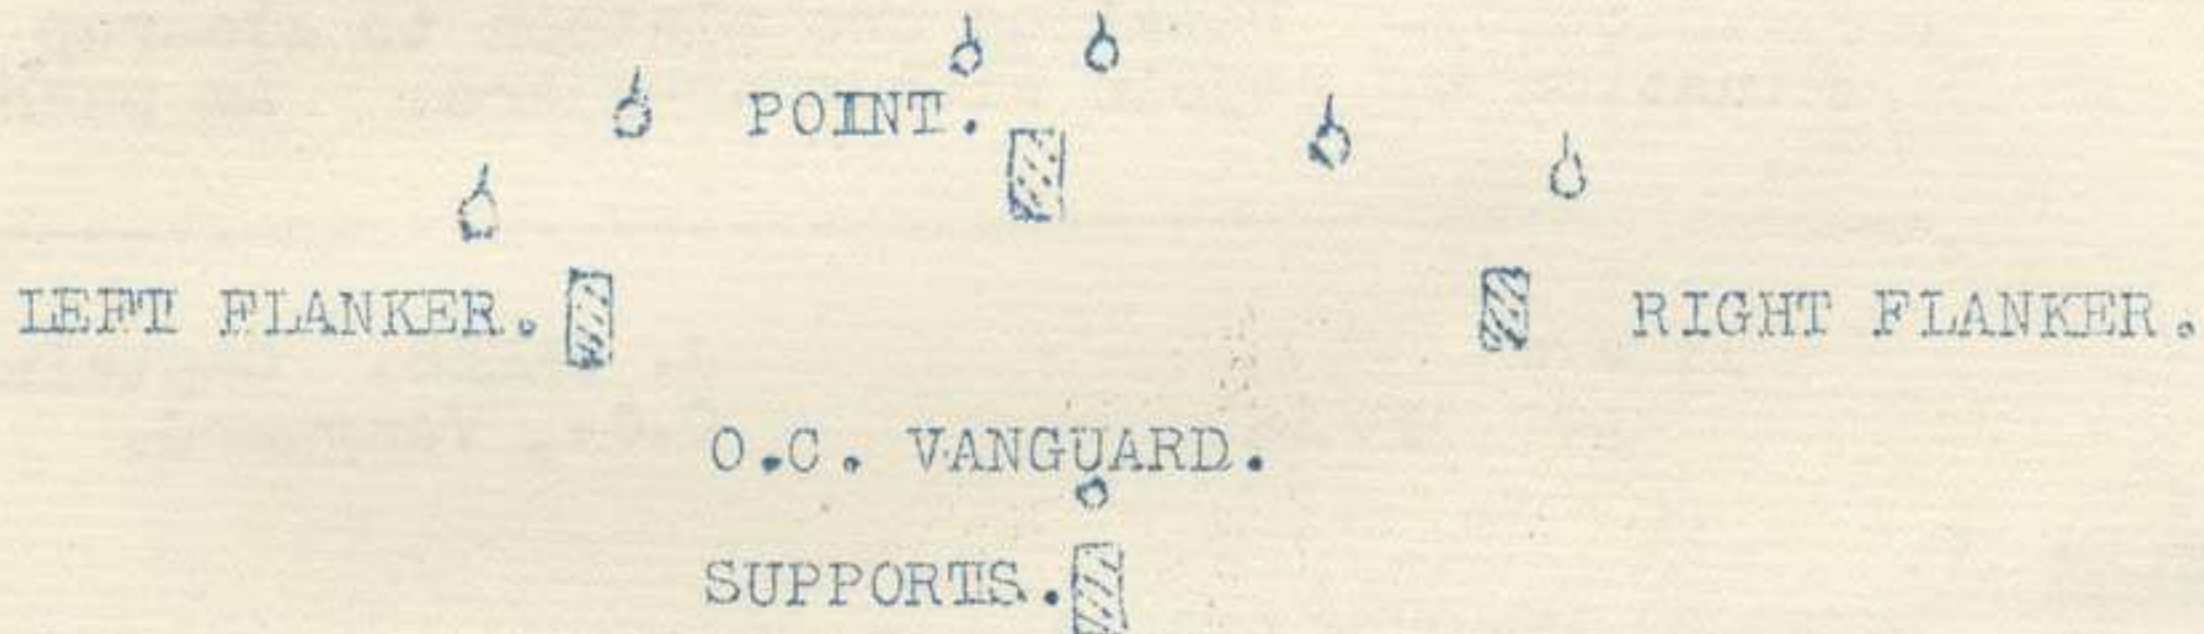 POINT.
LEFT FLANKER. RIGHT FLANKER.
O.C. VANGUARD.
SUPPORTS.